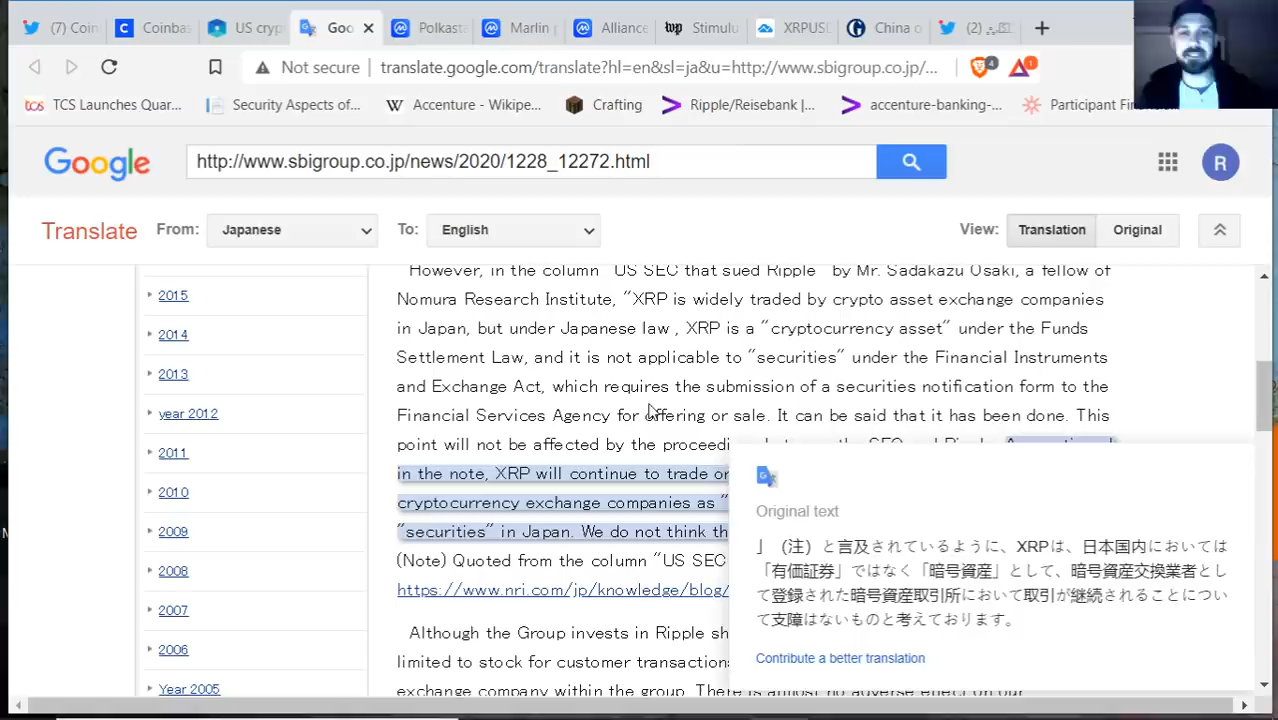 (7) Coin
Coinbas
US cryp
Goo
Polkasta
Marlin
Alliance
Stimulu
XRPUS
China o
(2)
Not secure
translate.google.com/translate?hl=en&sl=ja&u=http://www.sbigroup.co.jp/...
4
1
tcs TCS Launches Quar...
Security Aspects of...
W Accenture - Wikipe...
Crafting
Ripple/Reisebank |...
accenture-banking-...
Participant Financi
Google
http://www.sbigroup.co.jp/news/2020/1228_12272.html
R
Translate
From:
Japanese
To:
English
View:
Translation
Original
2015
2014
2013
year 2012
2011
2010
2009
2008
2007
2006
Year 2005
However, in the column "US SEC that sued Ripple" by Mr. Sadakazu Osaki, a fellow of
Nomura Research Institute, "XRP is widely traded by crypto asset exchange companies
in Japan, but under Japanese law , XRP is a "cryptocurrency asset" under the Funds
Settlement Law, and it is not applicable to "securities" under the Financial Instruments
and Exchange Act, which requires the submission of a securities notification form to the
Financial Services Agency for offering or sale. It can be said that it has been done. This
point will not be affected by the proceedi
in the note, XRP will continue to trade or
cryptocurrency exchange companies as "
"securities" in Japan. We do not think th
(Note) Quoted from the column "US SEC
https://www.nri.com/jp/knowledge/blog/
Although the Group invests in Ripple sh
limited to stock for customer transactions
exchange company within the group. There is almost no adverse effect on our
Original text
」（注）と言及されているように、XRPは、日本国内においては
「有価証券」ではなく「暗号資産」として、暗号資産交換業者とし
て登録された暗号資産取引所において取引が継続されることについ
て支障はないものと考えております。
Contribute a better translation